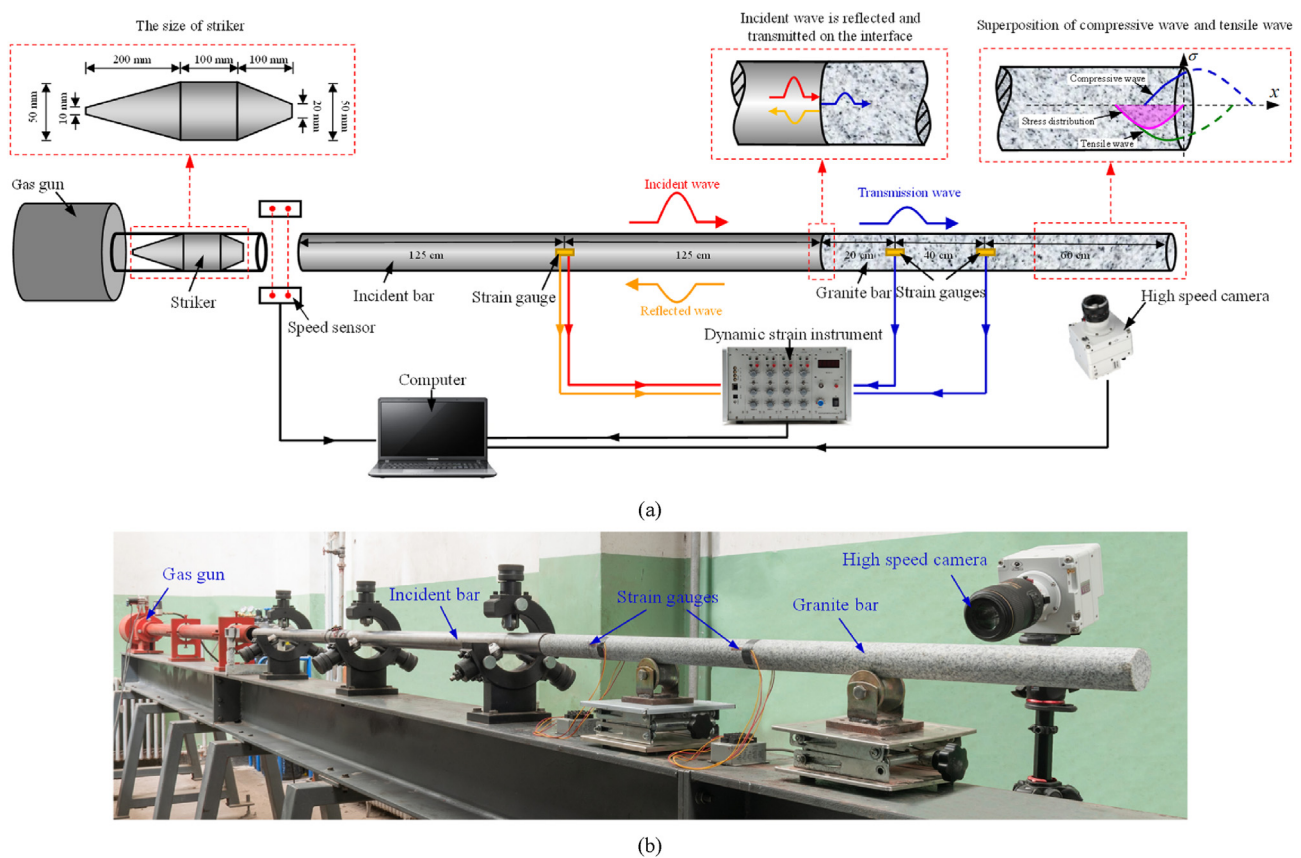 The size of striker
200 mm
100 mm
100 mm
50 mm
10 mm
20 mm
50 mm
Incident wave is reflected and
transmitted on the interface
Superposition of compressive wave and tensile wave
σ
Compressive wave
x
Stress distribution
Tensile wave
Gas gun
Incident wave
Transmission wave
125 cm
125 cm
20 cm
40 cm
60 cm
Striker
Incident bar
Strain gauge
Granite bar
Strain gauges
High speed camera
Speed sensor
Reflected wave
Dynamic strain instrument
Computer
(a)
Gas gun
Incident bar
Strain gauges
Granite bar
High speed camera
(b)